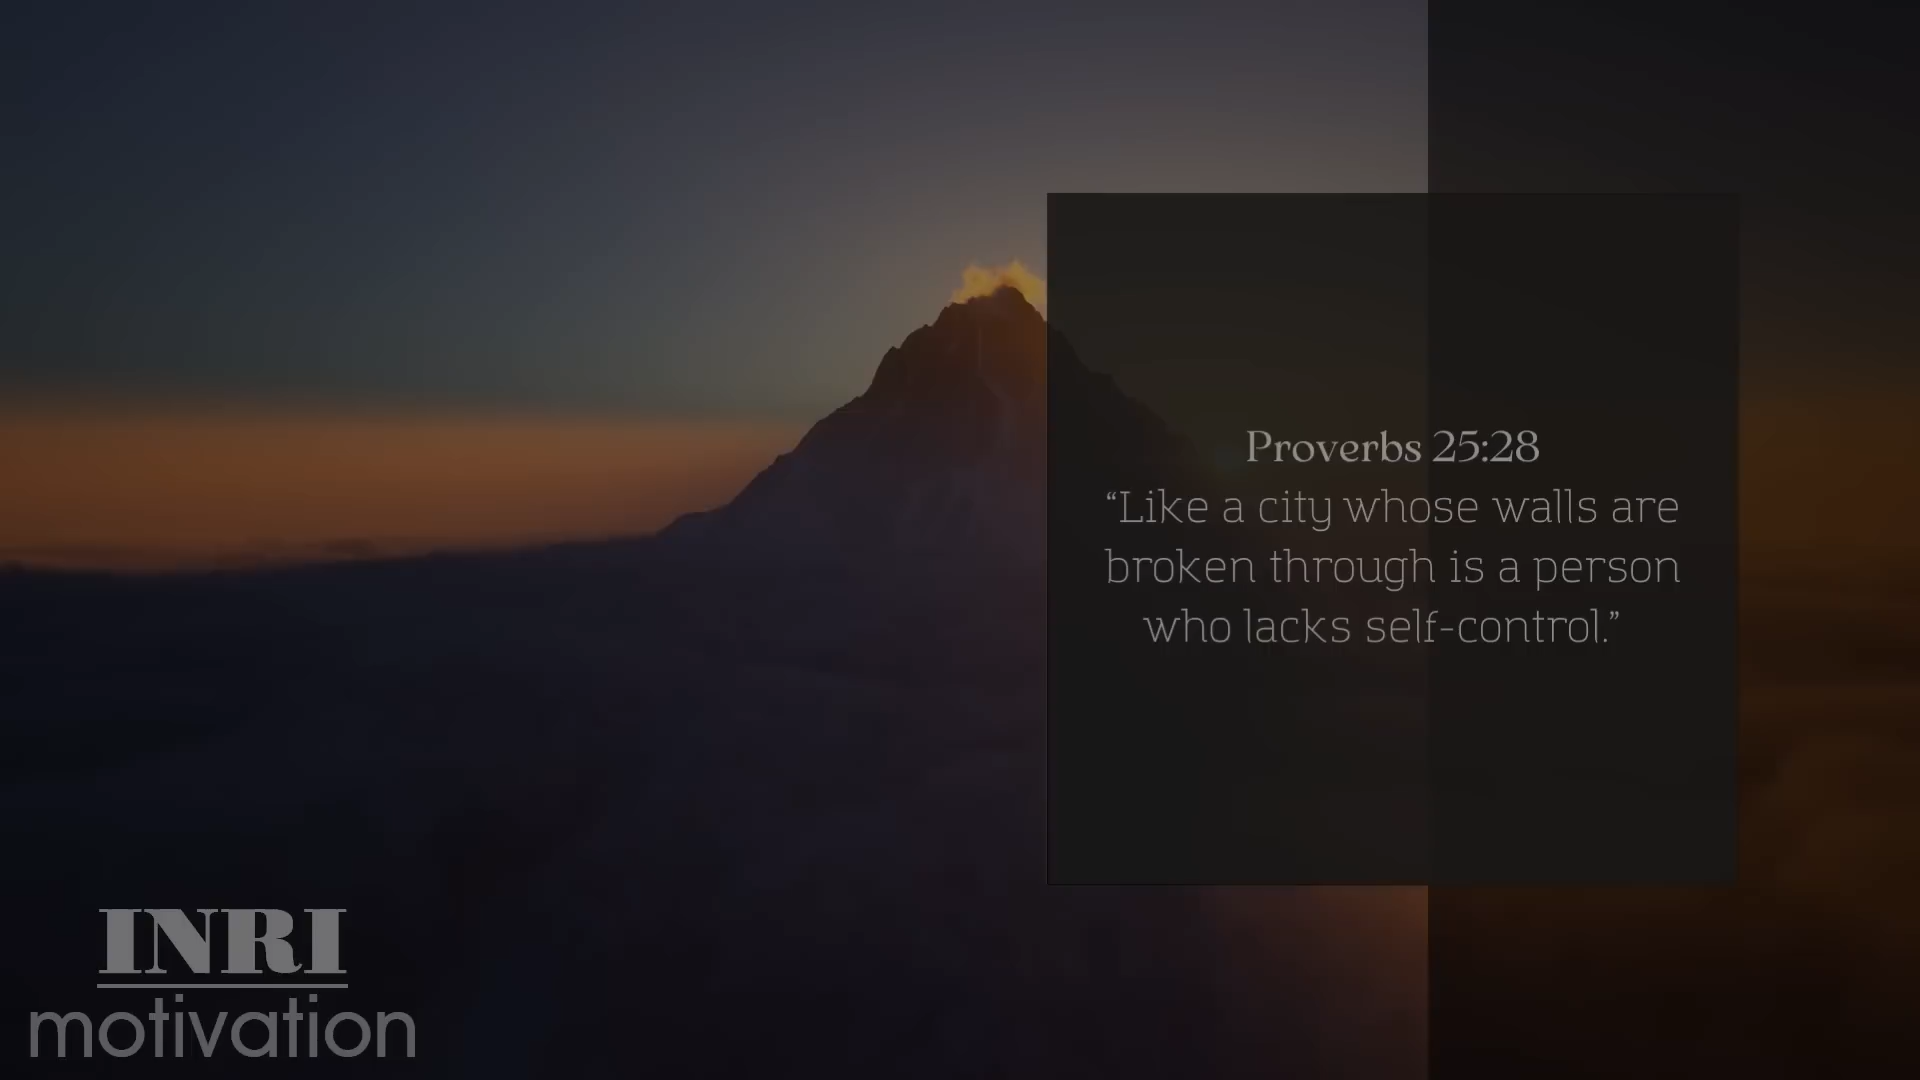 Proverbs 25:28
“Like a city whose walls are
broken through is a person
who lacks self-control.”
INRI
motivation